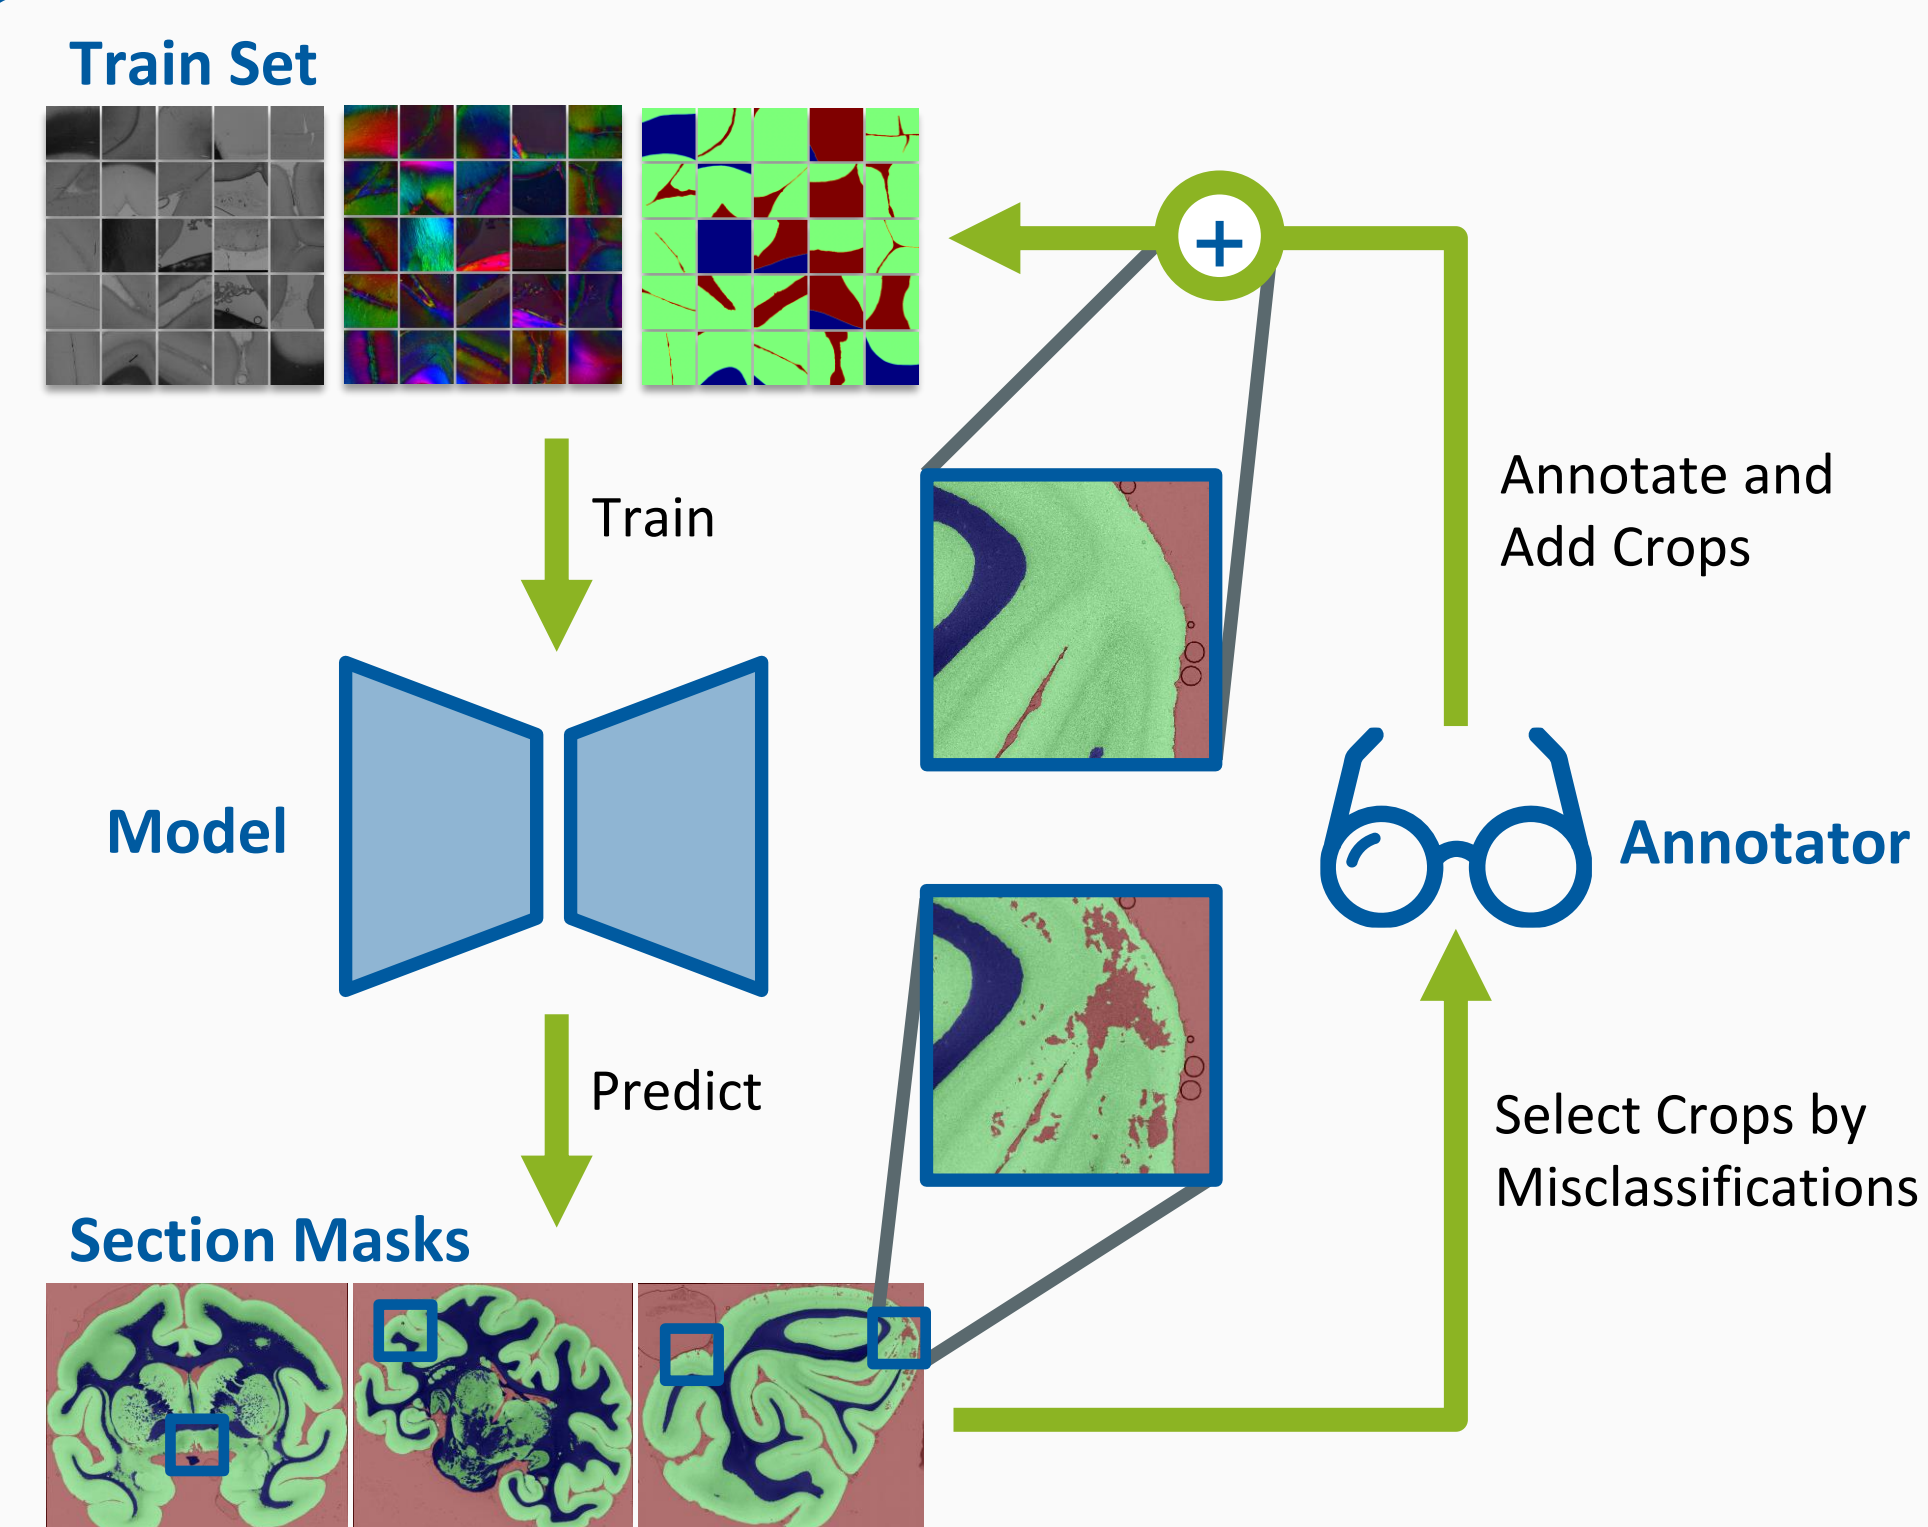 Train Set
+
Train
Annotate and
Add Crops
Model
Annotator
Predict
Select Crops by
Misclassifications
Section Masks